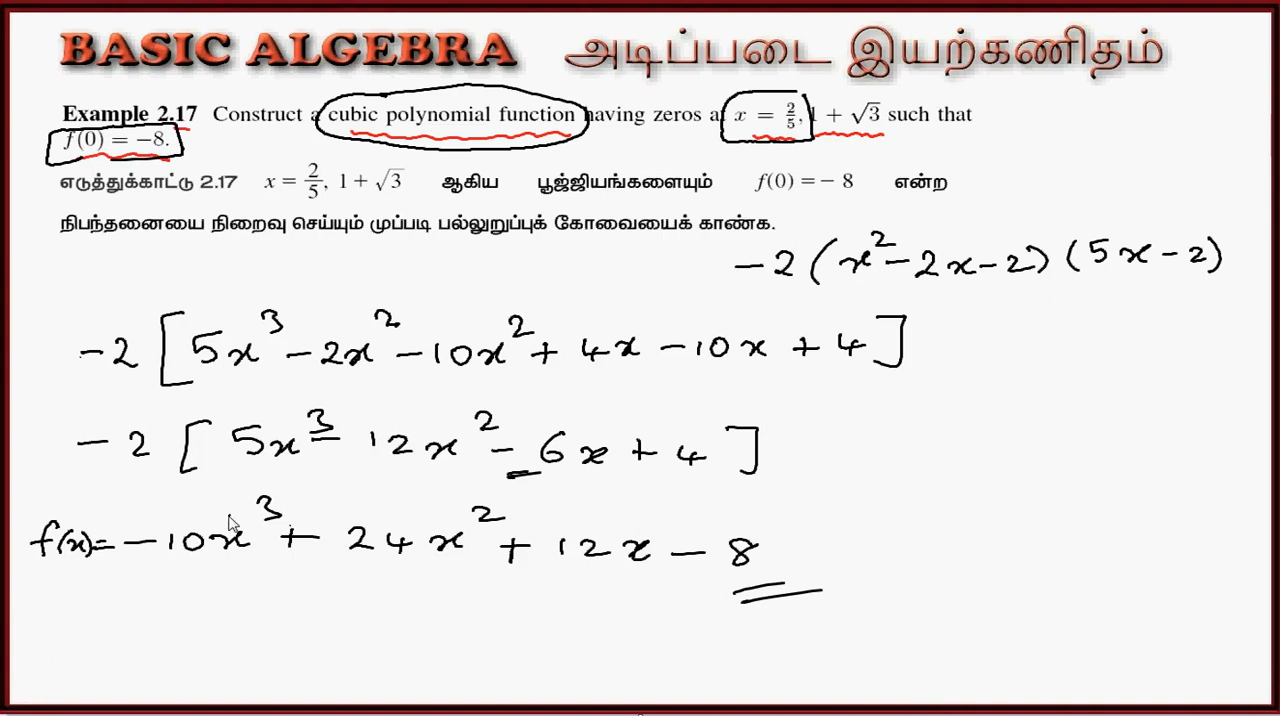 BASIC ALGEBRA அடிப்படை இயற்கணிதம்
Example 2.17 Construct a cubic polynomial function having zeros at x = 2/5, 1 + √3 such that
f(0) = −8.
எடுத்துக்காட்டு 2.17 x = 2/5, 1 + √3 ஆகிய பூஜ்ஜியங்களையும் f(0) = − 8 என்ற
நிபந்தனையை நிறைவு செய்யும் முப்படி பல்லுறுப்புக் கோவையைக் காண்க.
−2 (x² − 2x − 2) (5x − 2)
−2 [5x³ − 2x² − 10x² + 4x − 10x + 4]
−2 [5x³ − 12x² − 6x + 4]
f(x) = −10x³ + 24x² + 12x − 8